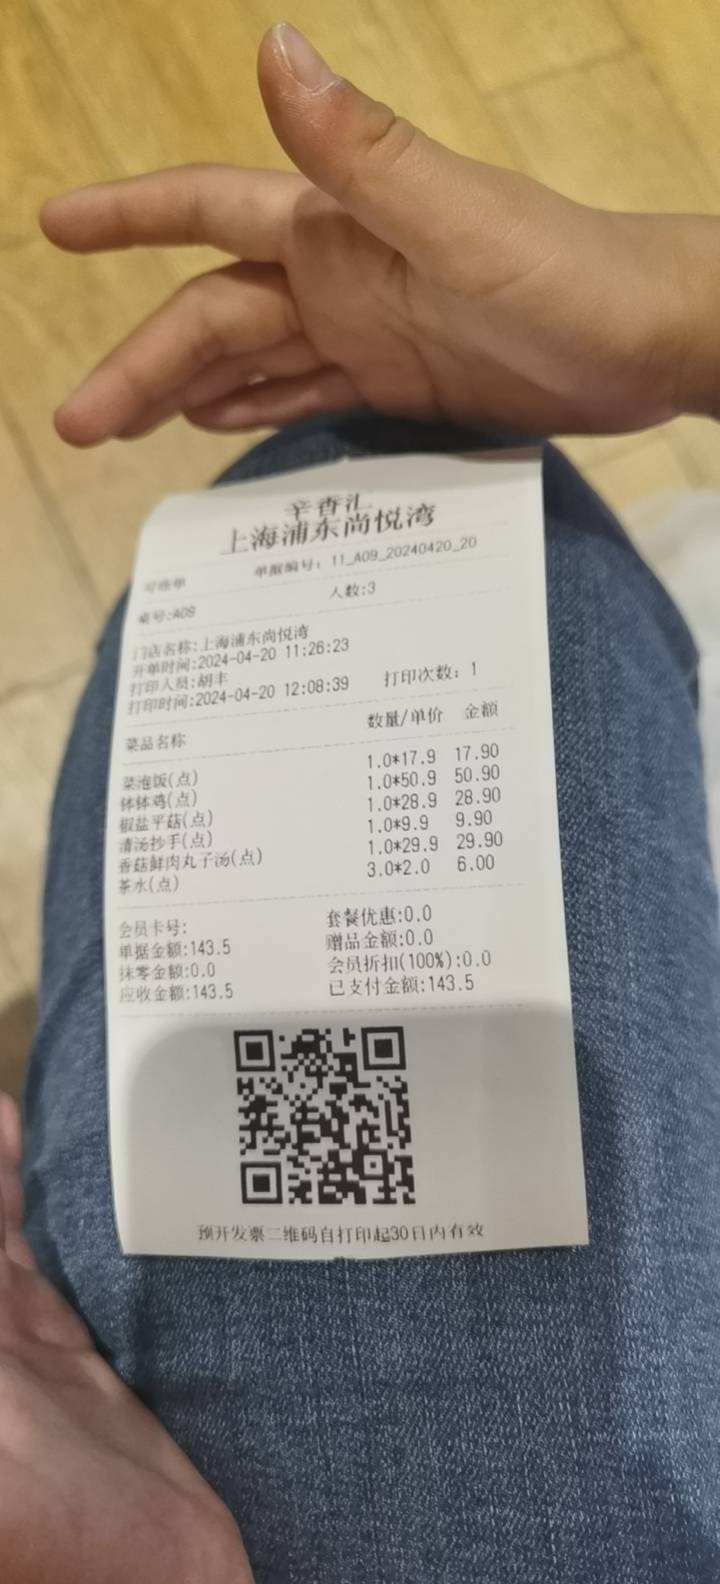 辛香汇
上海浦东尚悦湾
对账单 单据编号：11_A09_20240420_20
桌号:A09 人数:3
门店名称:上海浦东尚悦湾
开单时间:2024-04-20 11:26:23
打印人员:胡丰 打印次数：1
打印时间:2024-04-20 12:08:39
菜品名称 数量/单价 金额
菜泡饭(点) 1.0*17.9 17.90
钵钵鸡(点) 1.0*50.9 50.90
椒盐平菇(点) 1.0*28.9 28.90
清汤抄手(点) 1.0*9.9 9.90
香菇鲜肉丸子汤(点) 1.0*29.9 29.90
茶水(点) 3.0*2.0 6.00
会员卡号: 套餐优惠:0.0
单据金额:143.5 赠品金额:0.0
抹零金额:0.0 会员折扣(100%):0.0
应收金额:143.5 已支付金额:143.5
预开发票二维码自打印起30日内有效